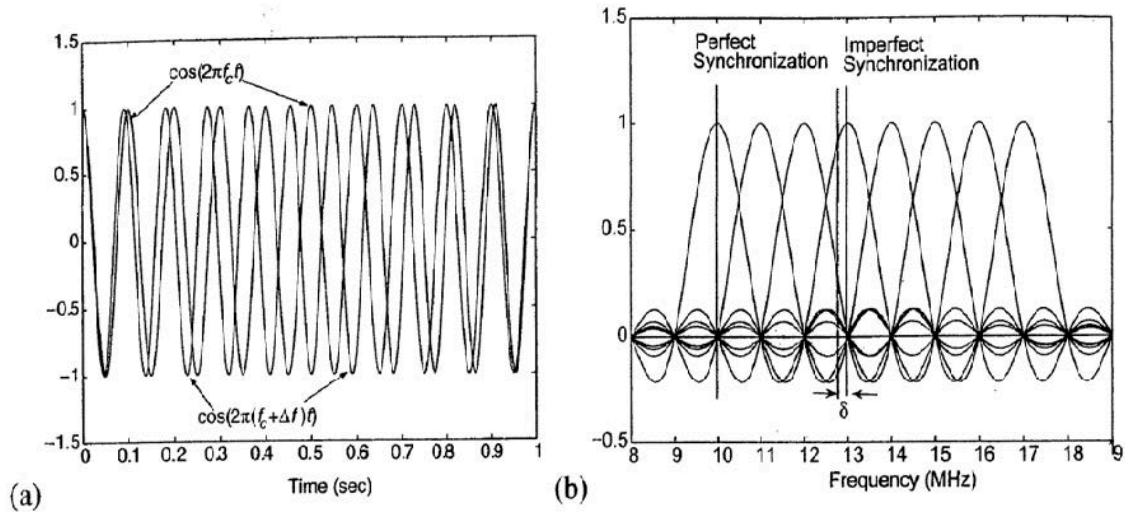 1.5
1
0.5
0
−0.5
−1
−1.5
cos(2πf_c t)
cos(2π(f_c+Δf)t)
0 0.1 0.2 0.3 0.4 0.5 0.6 0.7 0.8 0.9 1
Time (sec)
(a)
1.5
1
0.5
0
−0.5
Perfect
Synchronization
Imperfect
Synchronization
δ
8 9 10 11 12 13 14 15 16 17 18 19
Frequency (MHz)
(b)